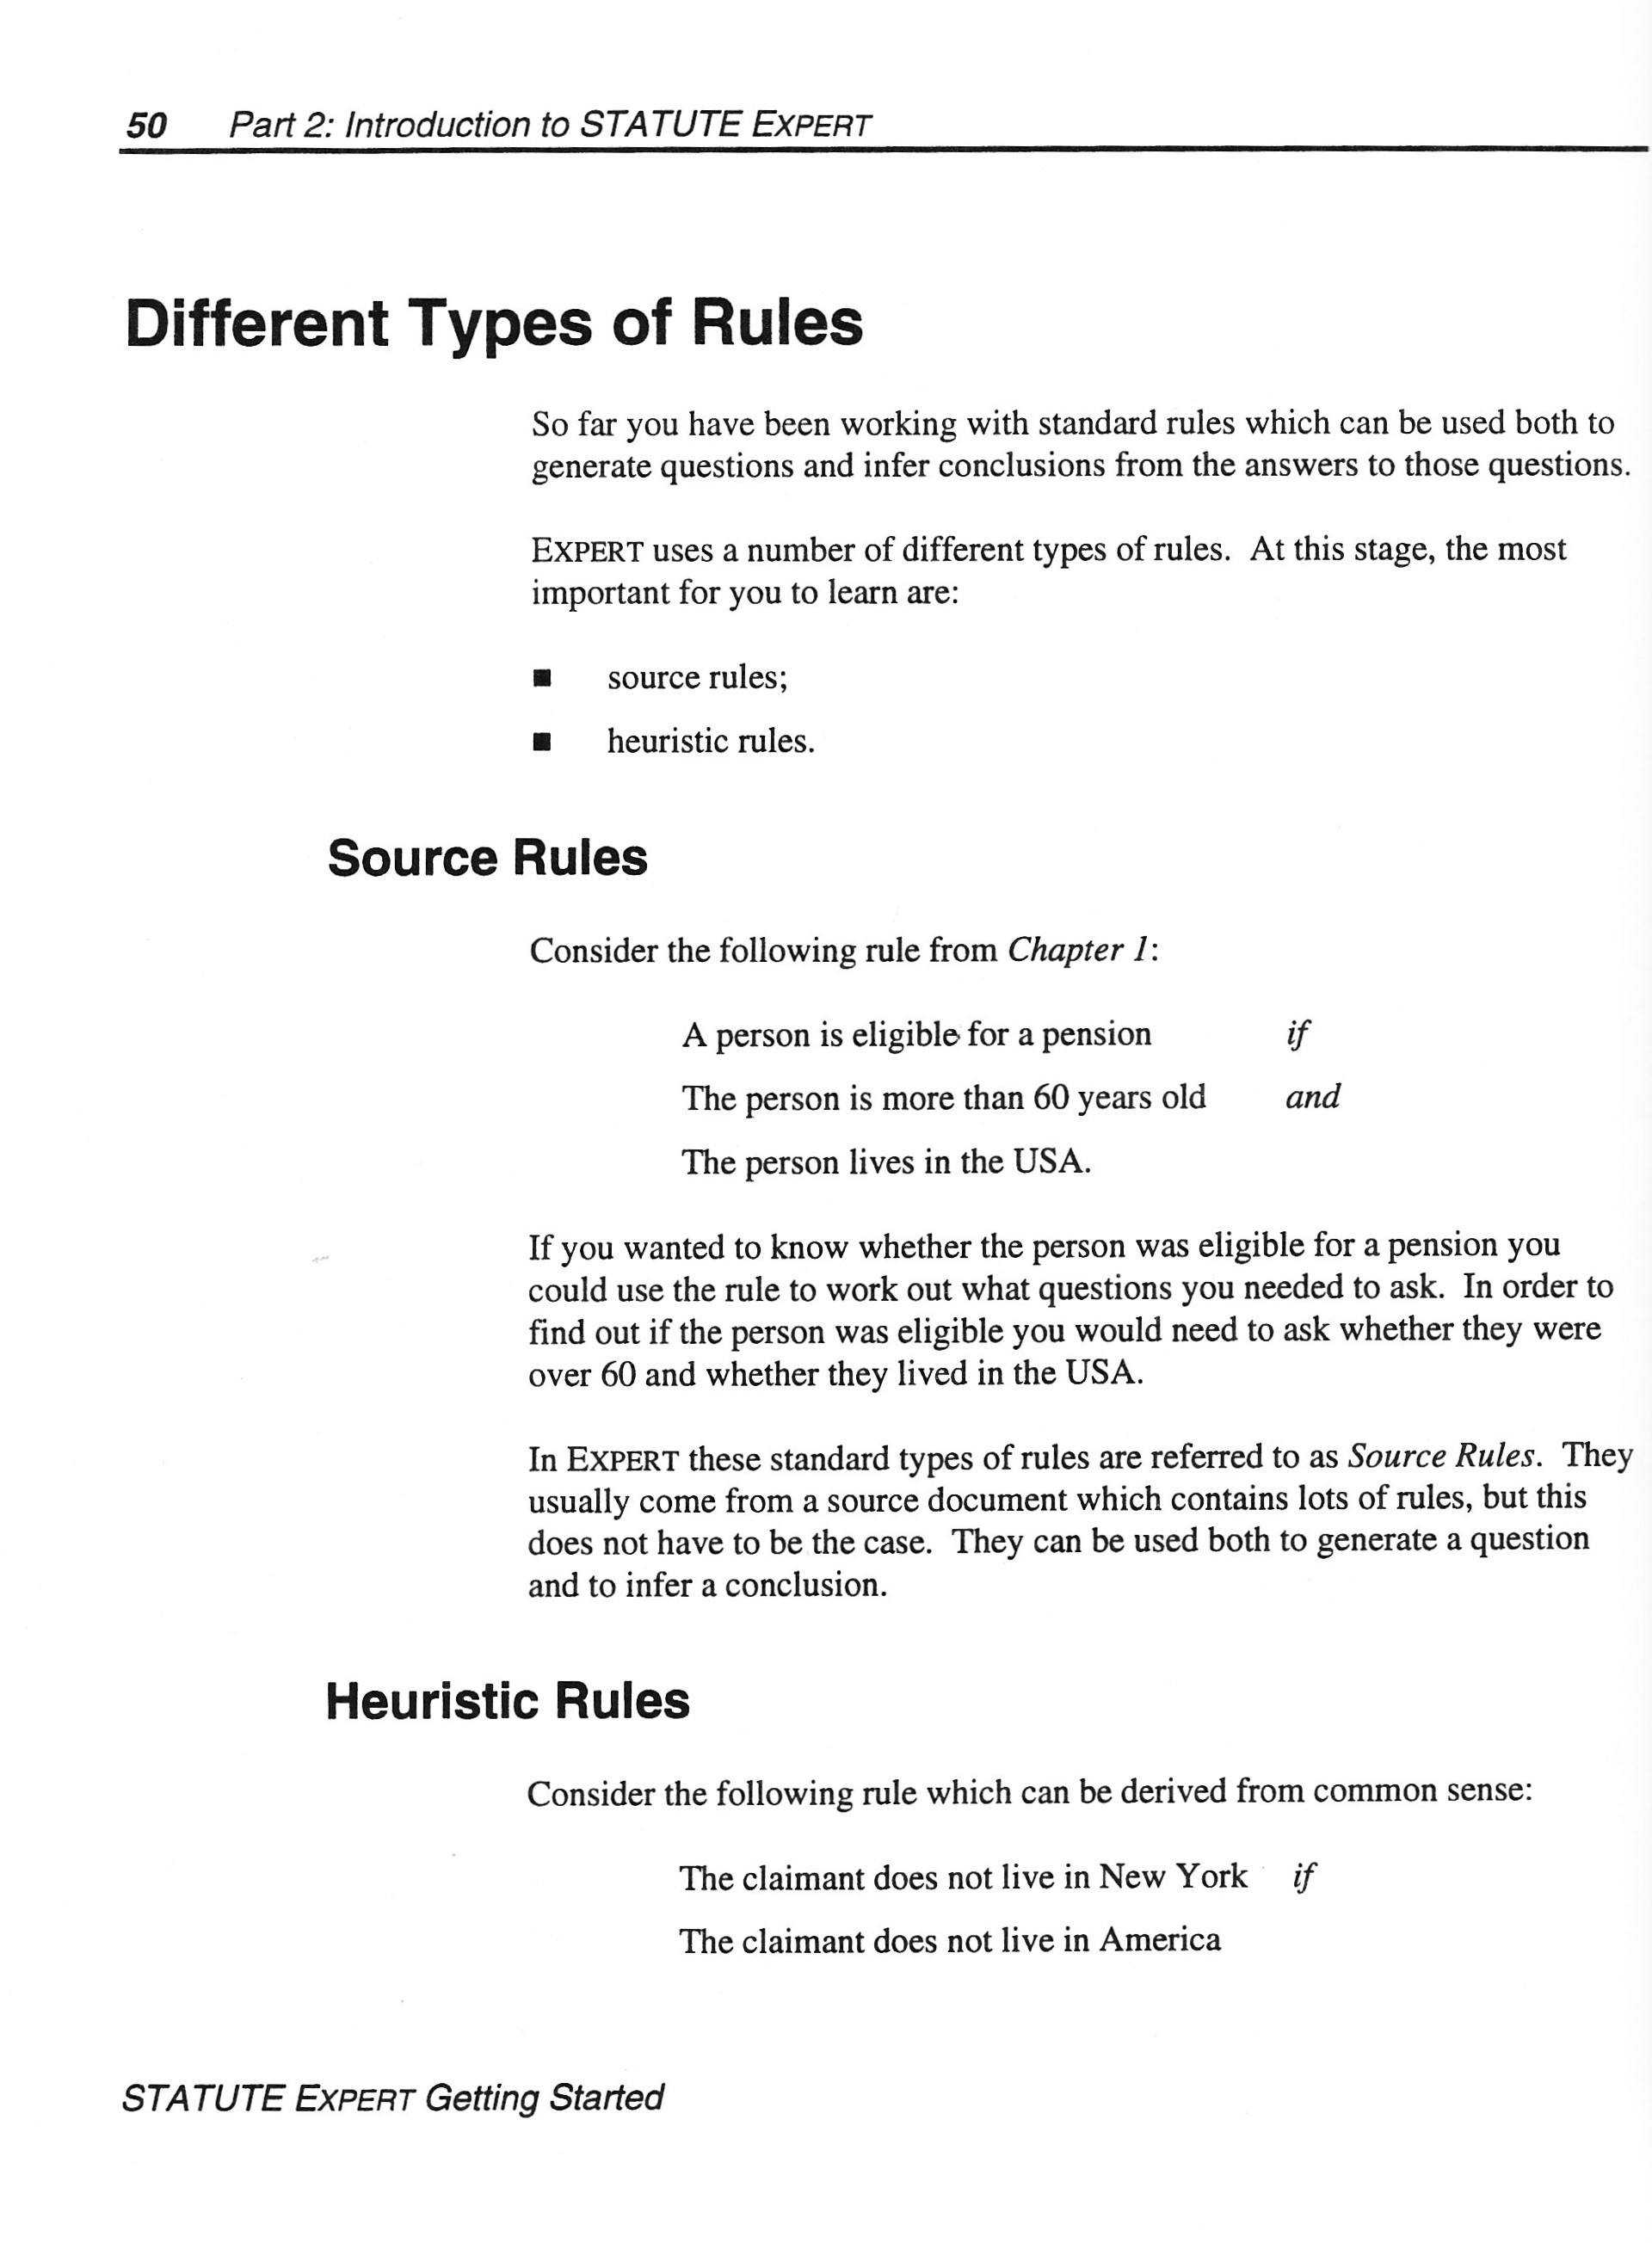 50 Part 2: Introduction to STATUTE EXPERT
Different Types of Rules
So far you have been working with standard rules which can be used both to
generate questions and infer conclusions from the answers to those questions.
EXPERT uses a number of different types of rules. At this stage, the most
important for you to learn are:
■ source rules;
■ heuristic rules.
Source Rules
Consider the following rule from Chapter 1:
A person is eligible for a pension if
The person is more than 60 years old and
The person lives in the USA.
If you wanted to know whether the person was eligible for a pension you
could use the rule to work out what questions you needed to ask. In order to
find out if the person was eligible you would need to ask whether they were
over 60 and whether they lived in the USA.
In EXPERT these standard types of rules are referred to as Source Rules. They
usually come from a source document which contains lots of rules, but this
does not have to be the case. They can be used both to generate a question
and to infer a conclusion.
Heuristic Rules
Consider the following rule which can be derived from common sense:
The claimant does not live in New York if
The claimant does not live in America
STATUTE EXPERT Getting Started